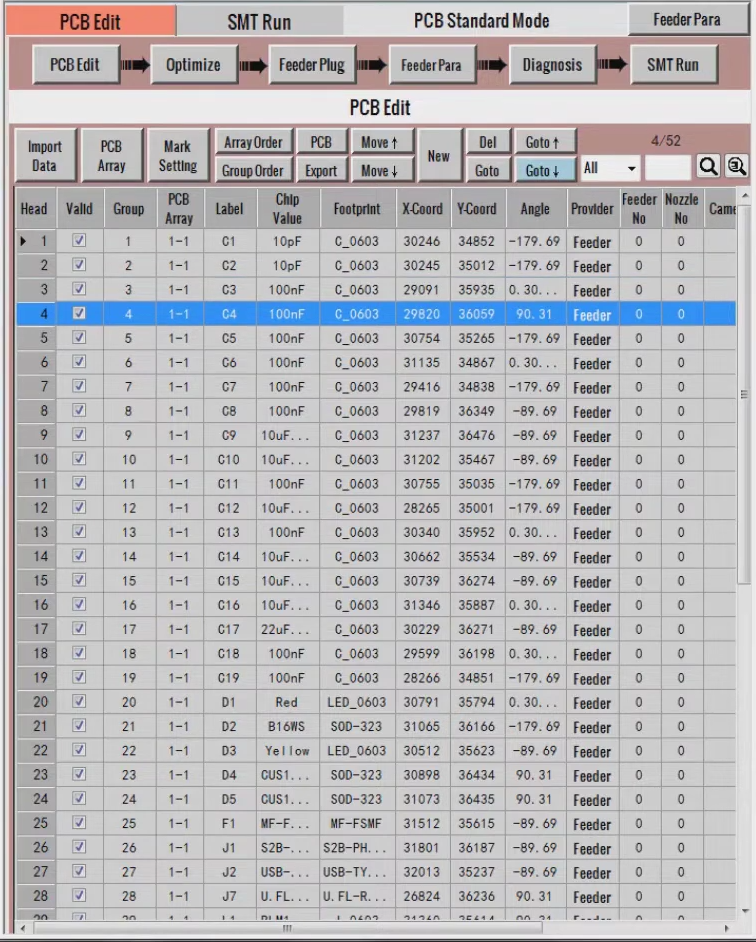 PCB Edit SMT Run PCB Standard Mode Feeder Para
PCB Edit Optimize Feeder Plug Feeder Para Diagnosis SMT Run
PCB Edit
Import Data PCB Array Mark Setting Array Order PCB Move ↑ New Del Goto ↑ 4/52
Group Order Export Move ↓ Goto Goto ↓ All
Head Valid Group PCB Array Label Chip Value Footprint X-Coord Y-Coord Angle Provider Feeder No Nozzle No Came
1 1 1-1 C1 10pF C_0603 30246 34852 -179.69 Feeder 0 0
2 2 1-1 C2 10pF C_0603 30245 35012 -179.69 Feeder 0 0
3 3 1-1 C3 100nF C_0603 29091 35935 0.30... Feeder 0 0
4 4 1-1 C4 100nF C_0603 29820 36059 90.31 Feeder 0 0
5 5 1-1 C5 100nF C_0603 30754 35265 -179.69 Feeder 0 0
6 6 1-1 C6 100nF C_0603 31135 34867 0.30... Feeder 0 0
7 7 1-1 C7 100nF C_0603 29416 34838 -179.69 Feeder 0 0
8 8 1-1 C8 100nF C_0603 29819 36349 -89.69 Feeder 0 0
9 9 1-1 C9 10uF... C_0603 31237 36476 -89.69 Feeder 0 0
10 10 1-1 C10 10uF... C_0603 31202 35467 -89.69 Feeder 0 0
11 11 1-1 C11 100nF C_0603 30755 35035 -179.69 Feeder 0 0
12 12 1-1 C12 10uF... C_0603 28265 35001 -179.69 Feeder 0 0
13 13 1-1 C13 100nF C_0603 30340 35952 0.30... Feeder 0 0
14 14 1-1 C14 10uF... C_0603 30662 35534 -89.69 Feeder 0 0
15 15 1-1 C15 10uF... C_0603 30739 36274 -89.69 Feeder 0 0
16 16 1-1 C16 10uF... C_0603 31346 35887 0.30... Feeder 0 0
17 17 1-1 C17 22uF... C_0603 30229 36271 -89.69 Feeder 0 0
18 18 1-1 C18 100nF C_0603 29599 36198 0.30... Feeder 0 0
19 19 1-1 C19 100nF C_0603 28266 34851 -179.69 Feeder 0 0
20 20 1-1 D1 Red LED_0603 30791 35794 0.30... Feeder 0 0
21 21 1-1 D2 B16WS SOD-323 31065 36166 -179.69 Feeder 0 0
22 22 1-1 D3 Yellow LED_0603 30512 35623 -89.69 Feeder 0 0
23 23 1-1 D4 CUS1... SOD-323 30898 36434 90.31 Feeder 0 0
24 24 1-1 D5 CUS1... SOD-323 31073 36435 90.31 Feeder 0 0
25 25 1-1 F1 MF-F... MF-FSMF 31512 35615 -89.69 Feeder 0 0
26 26 1-1 J1 S2B-... S2B-PH... 31801 36187 -89.69 Feeder 0 0
27 27 1-1 J2 USB-... USB-TY... 32013 35237 -89.69 Feeder 0 0
28 28 1-1 J7 U.FL... U.FL-R... 26824 36236 90.31 Feeder 0 0